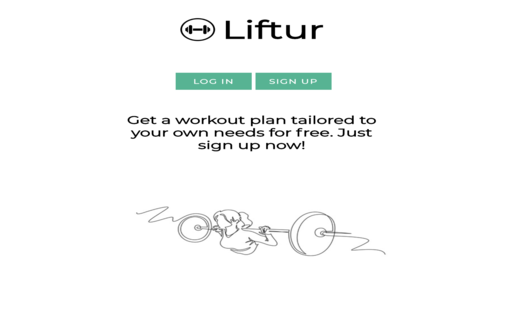 Liftur
LOG IN
SIGN UP
Get a workout plan tailored to
your own needs for free. Just
sign up now!